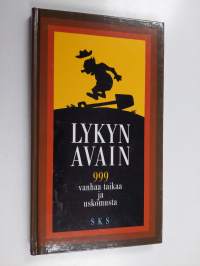 LYKYN
AVAIN
999
vanhaa taikaa
ja
uskomusta
SKS